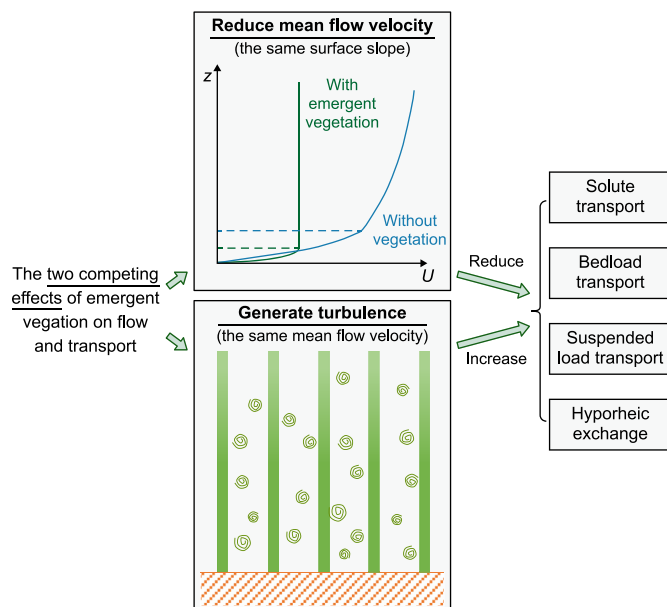 Reduce mean flow velocity
(the same surface slope)
z
With
emergent
vegetation
Without
vegetation
U
The two competing
effects of emergent
vegation on flow
and transport
Generate turbulence
(the same mean flow velocity)
Reduce
Increase
Solute
transport
Bedload
transport
Suspended
load transport
Hyporheic
exchange